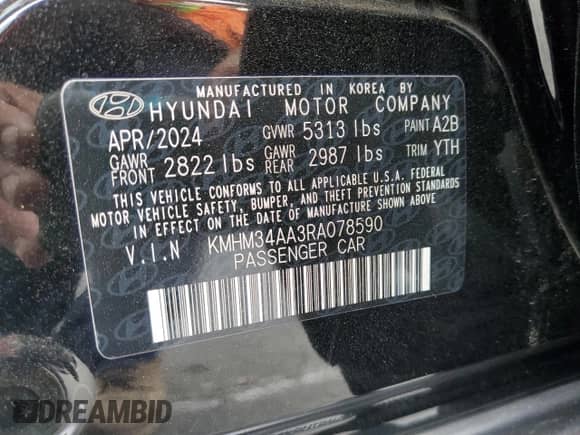 MANUFACTURED IN KOREA BY
HYUNDAI MOTOR COMPANY
APR/2024 GVWR 5313 lbs PAINT A2B
GAWR FRONT 2822 lbs GAWR REAR 2987 lbs TRIM YTH
THIS VEHICLE CONFORMS TO ALL APPLICABLE U.S.A. FEDERAL
MOTOR VEHICLE SAFETY, BUMPER, AND THEFT PREVENTION STANDARDS
IN EFFECT ON THE DATE OF MANUFACTURE SHOWN ABOVE.
V.I.N KMHM34AA3RA078590
PASSENGER CAR
DREAMBID